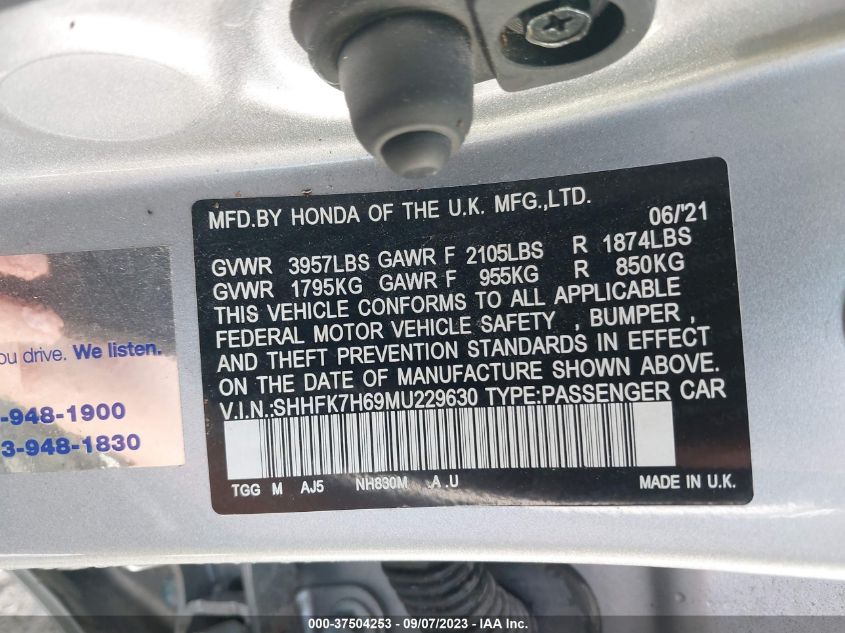 MFD.BY HONDA OF THE U.K. MFG.,LTD.
06/'21
GVWR 3957LBS GAWR F 2105LBS R 1874LBS
GVWR 1795KG GAWR F 955KG R 850KG
THIS VEHICLE CONFORMS TO ALL APPLICABLE
FEDERAL MOTOR VEHICLE SAFETY , BUMPER ,
AND THEFT PREVENTION STANDARDS IN EFFECT
ON THE DATE OF MANUFACTURE SHOWN ABOVE.
V.I.N.:SHHFK7H69MU229630 TYPE:PASSENGER CAR
TGG M AJ5 NH830M .A .U MADE IN U.K.
ou drive. We listen.
-948-1900
3-948-1830
000-37504253 - 09/07/2023 - IAA Inc.